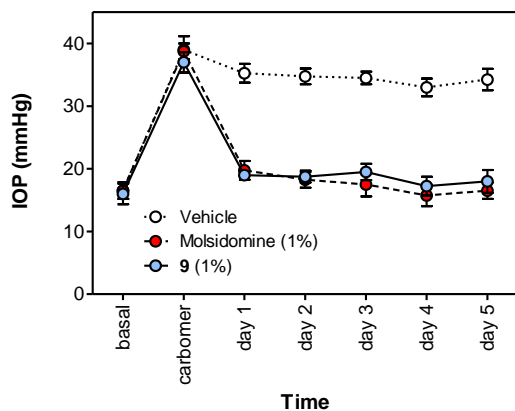 IOP (mmHg)
40
30
20
10
0
Vehicle
Molsidomine (1%)
9 (1%)
basal
carbomer
day 1
day 2
day 3
day 4
day 5
Time